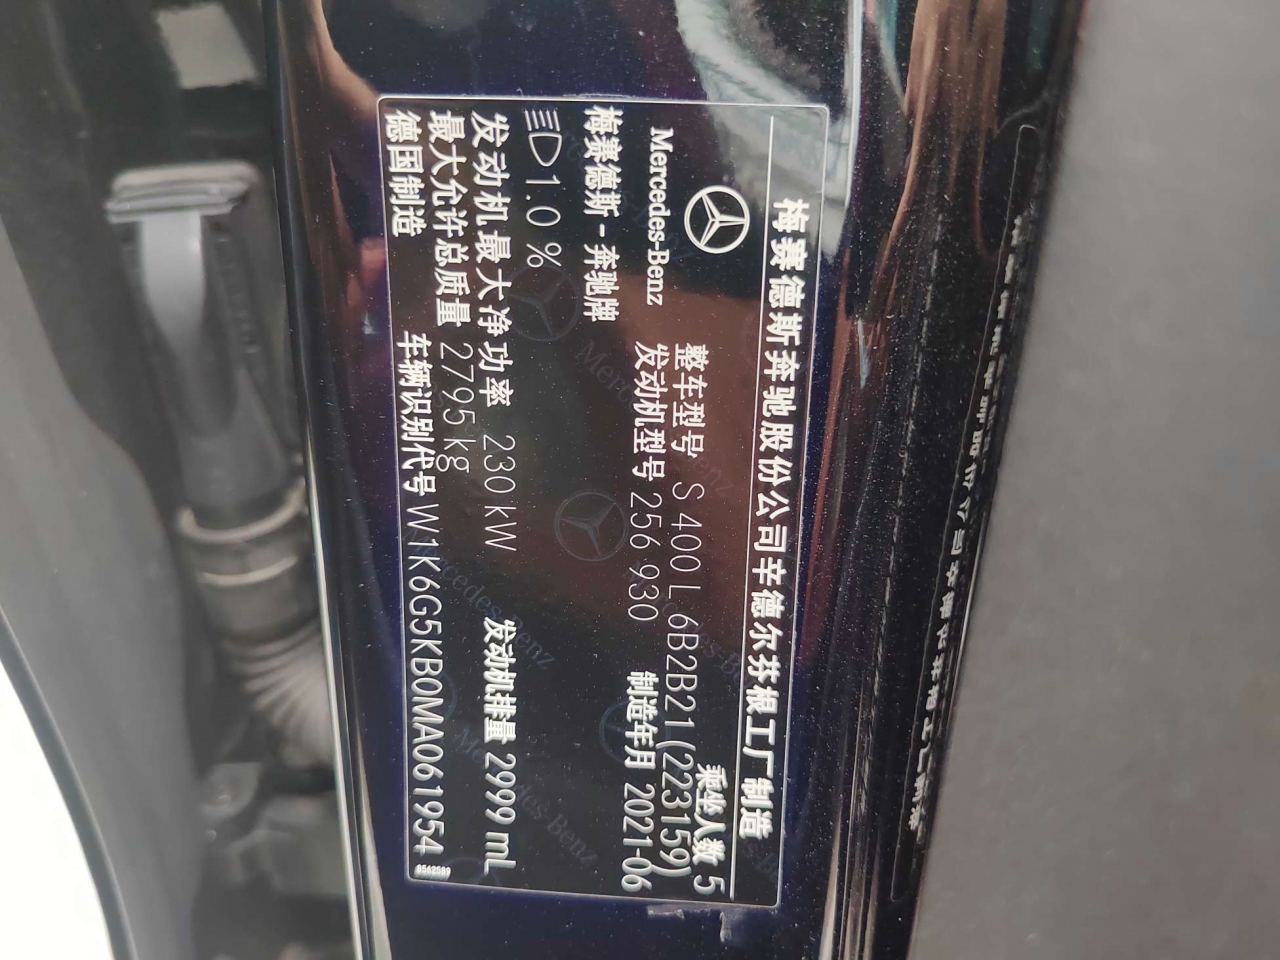 梅赛德斯奔驰股份公司辛德尔芬根工厂制造
Mercedes-Benz
乘坐人数 5
整车型号 S 400 L 6B2B21(223159)
梅赛德斯-奔驰牌
发动机型号 256 930
制造年月 2021-06
1.0 %
发动机最大净功率 230 kW
发动机排量 2999 mL
最大允许总质量 2795 kg
德国制造
车辆识别代号 W1K6G5KB0MA061954
8562589